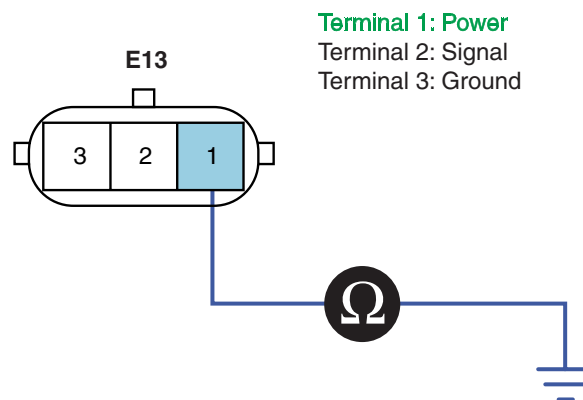 Terminal 1: Power
Terminal 2: Signal
Terminal 3: Ground
E13
3 2 1
Ω